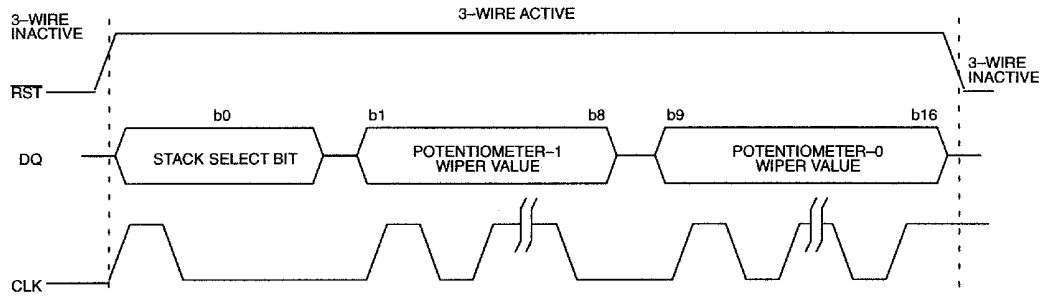 3–WIRE
INACTIVE
3–WIRE ACTIVE
3–WIRE
INACTIVE
RST
b0
b1
b8
b9
b16
DQ
STACK SELECT BIT
POTENTIOMETER–1
WIPER VALUE
POTENTIOMETER–0
WIPER VALUE
CLK